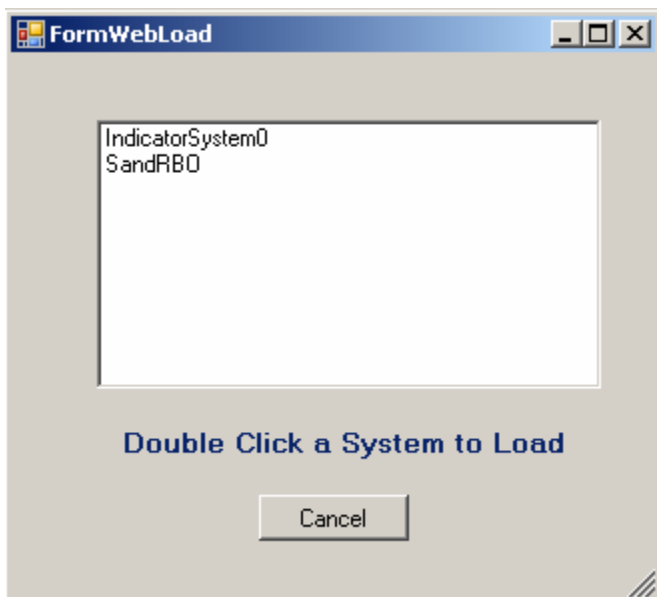 FormWebLoad
IndicatorSystem0
SandRBO
Double Click a System to Load
Cancel